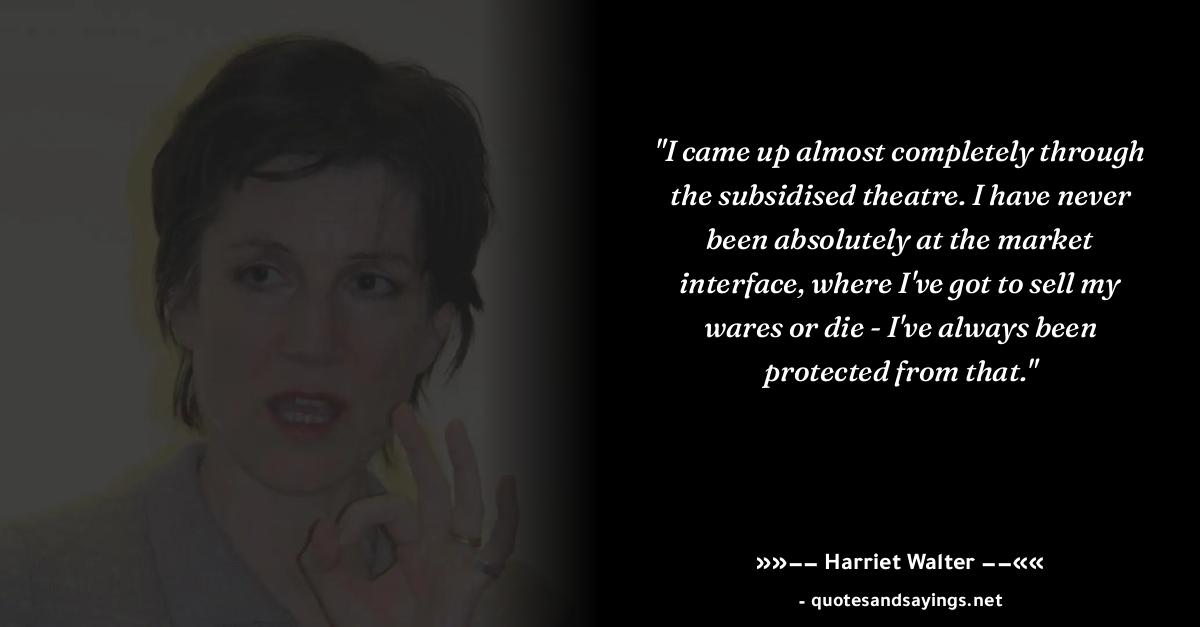 "I came up almost completely through
the subsidised theatre. I have never
been absolutely at the market
interface, where I've got to sell my
wares or die - I've always been
protected from that."
»»−− Harriet Walter −−««
- quotesandsayings.net